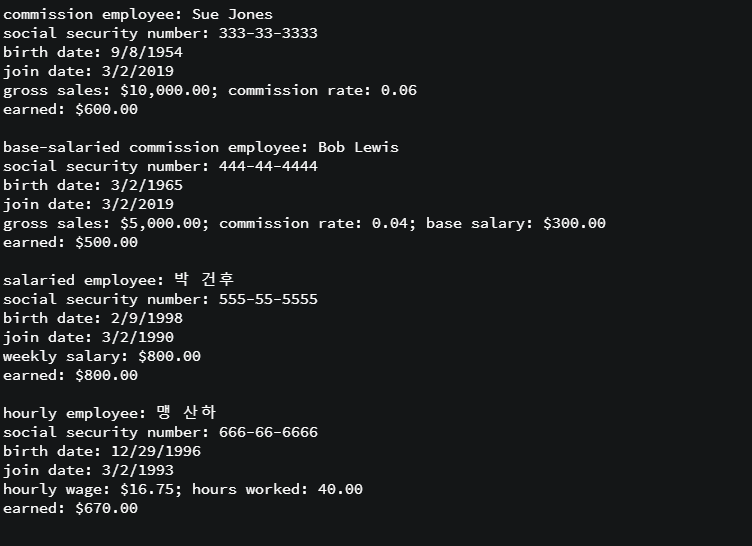 commission employee: Sue Jones
social security number: 333-33-3333
birth date: 9/8/1954
join date: 3/2/2019
gross sales: $10,000.00; commission rate: 0.06
earned: $600.00
base-salaried commission employee: Bob Lewis
social security number: 444-44-4444
birth date: 3/2/1965
join date: 3/2/2019
gross sales: $5,000.00; commission rate: 0.04; base salary: $300.00
earned: $500.00
salaried employee: 박 건후
social security number: 555-55-5555
birth date: 2/9/1998
join date: 3/2/1990
weekly salary: $800.00
earned: $800.00
hourly employee: 맹 산하
social security number: 666-66-6666
birth date: 12/29/1996
join date: 3/2/1993
hourly wage: $16.75; hours worked: 40.00
earned: $670.00